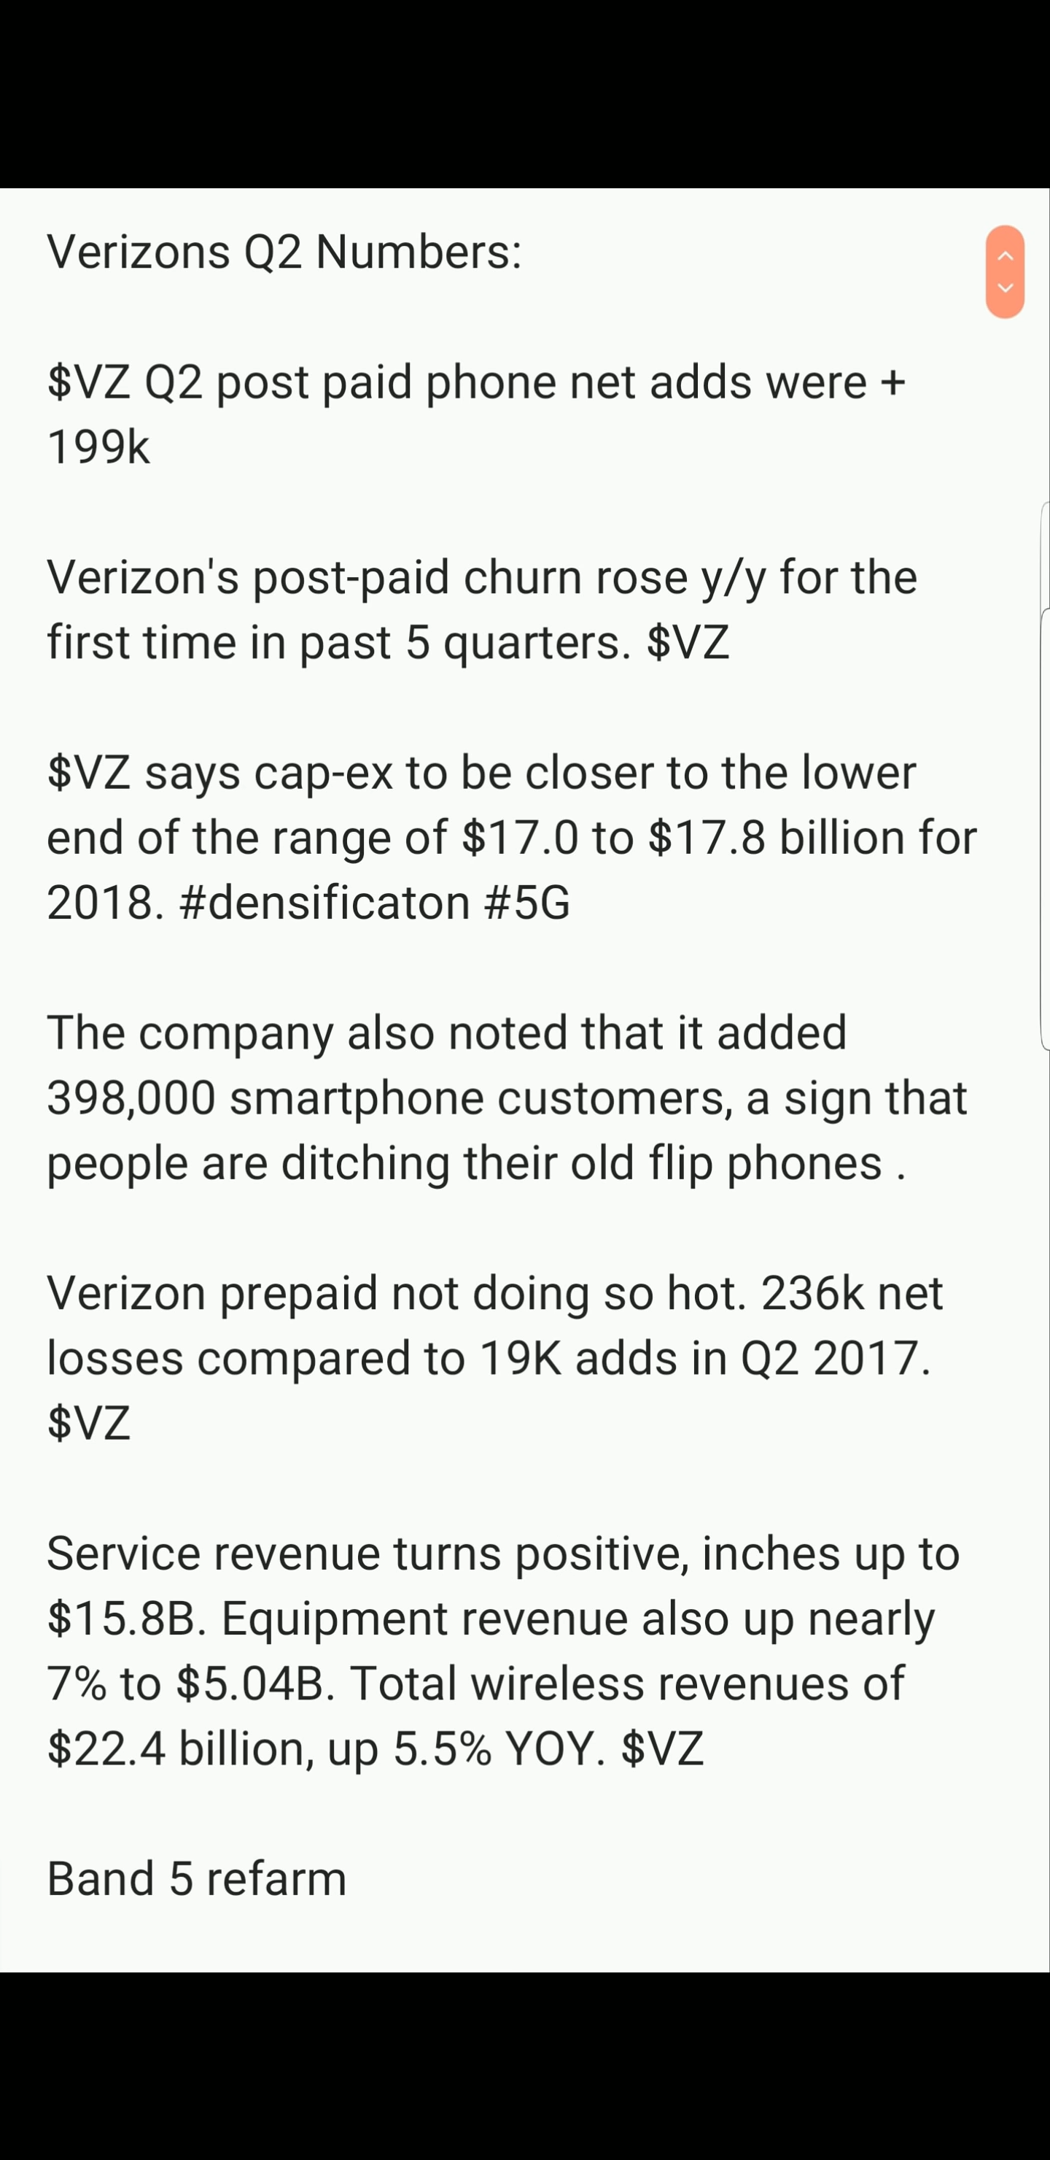 Verizons Q2 Numbers:
$VZ Q2 post paid phone net adds were +
199k
Verizon's post-paid churn rose y/y for the
first time in past 5 quarters. $VZ
$VZ says cap-ex to be closer to the lower
end of the range of $17.0 to $17.8 billion for
2018. #densificaton #5G
The company also noted that it added
398,000 smartphone customers, a sign that
people are ditching their old flip phones .
Verizon prepaid not doing so hot. 236k net
losses compared to 19K adds in Q2 2017.
$VZ
Service revenue turns positive, inches up to
$15.8B. Equipment revenue also up nearly
7% to $5.04B. Total wireless revenues of
$22.4 billion, up 5.5% YOY. $VZ
Band 5 refarm